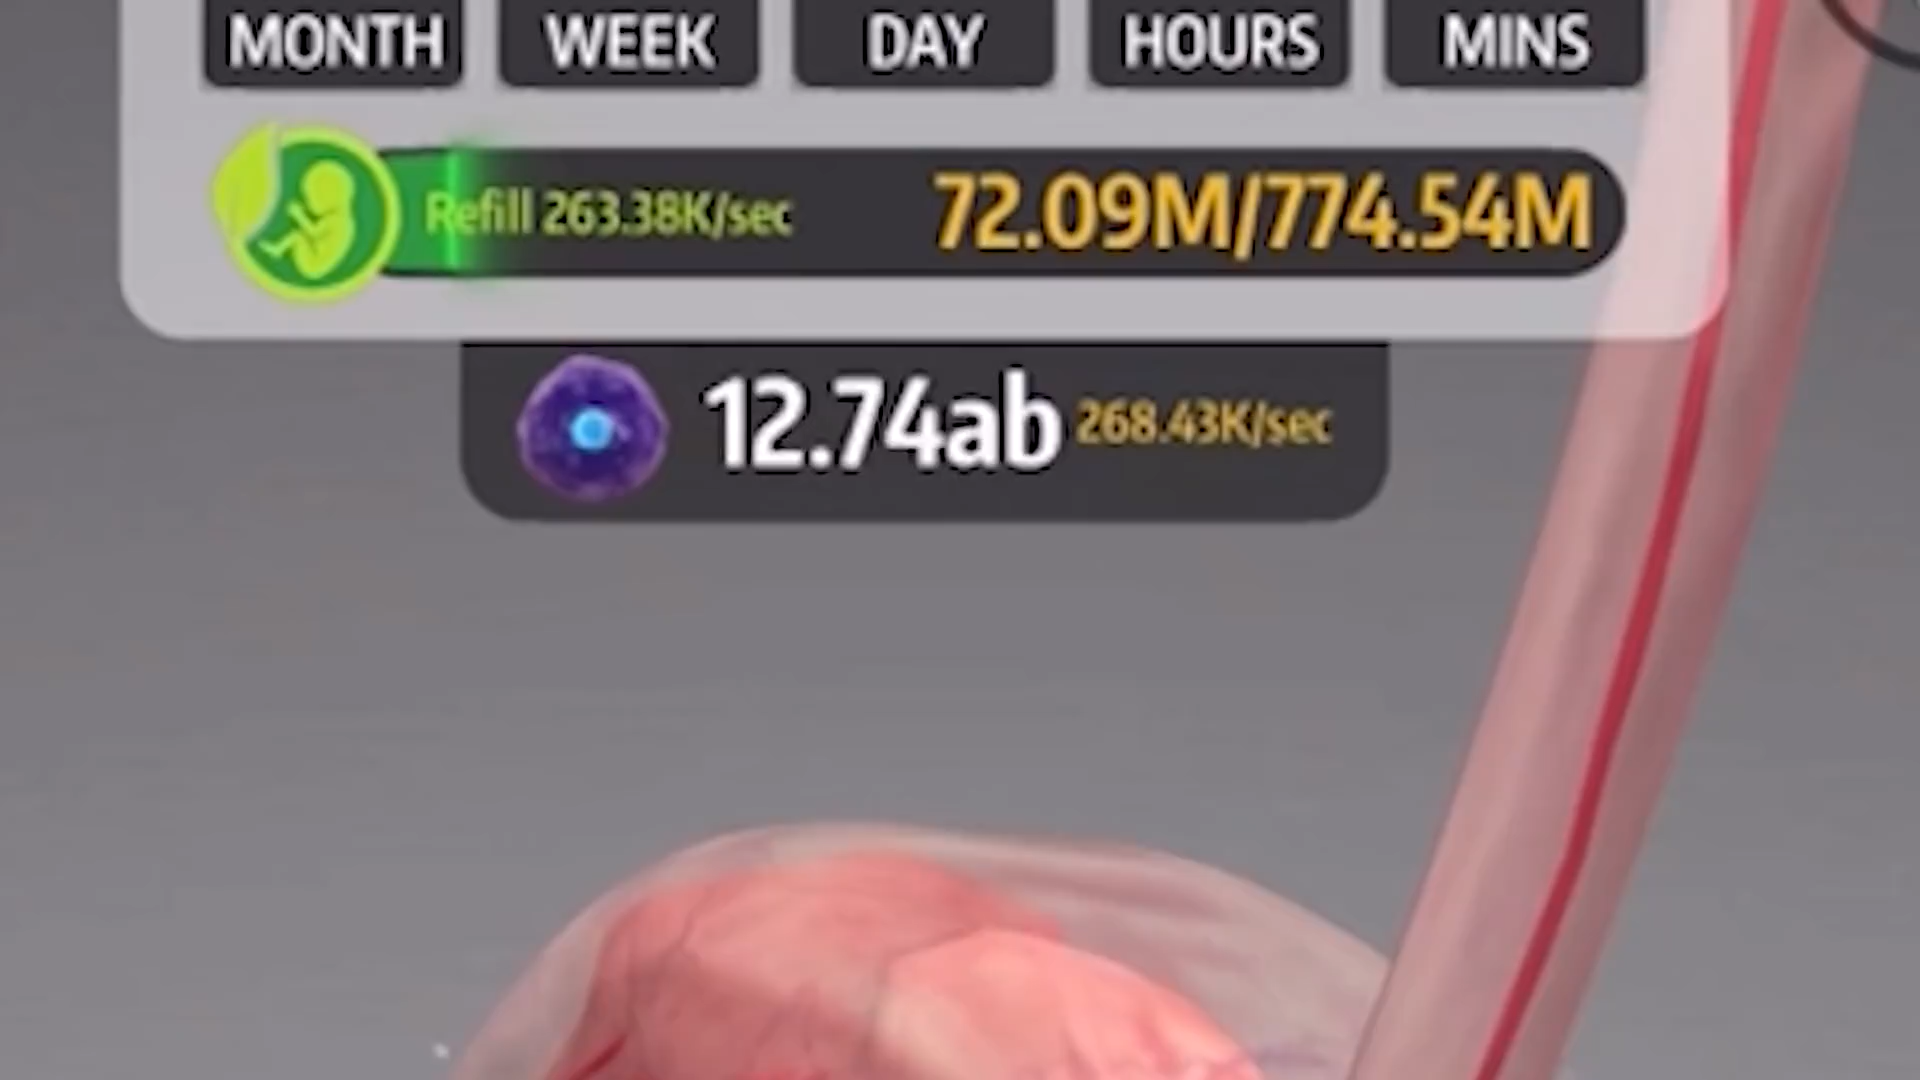 MONTH WEEK DAY HOURS MINS
Refill 263.38K/sec 72.09M/774.54M
12.74ab 268.43K/sec